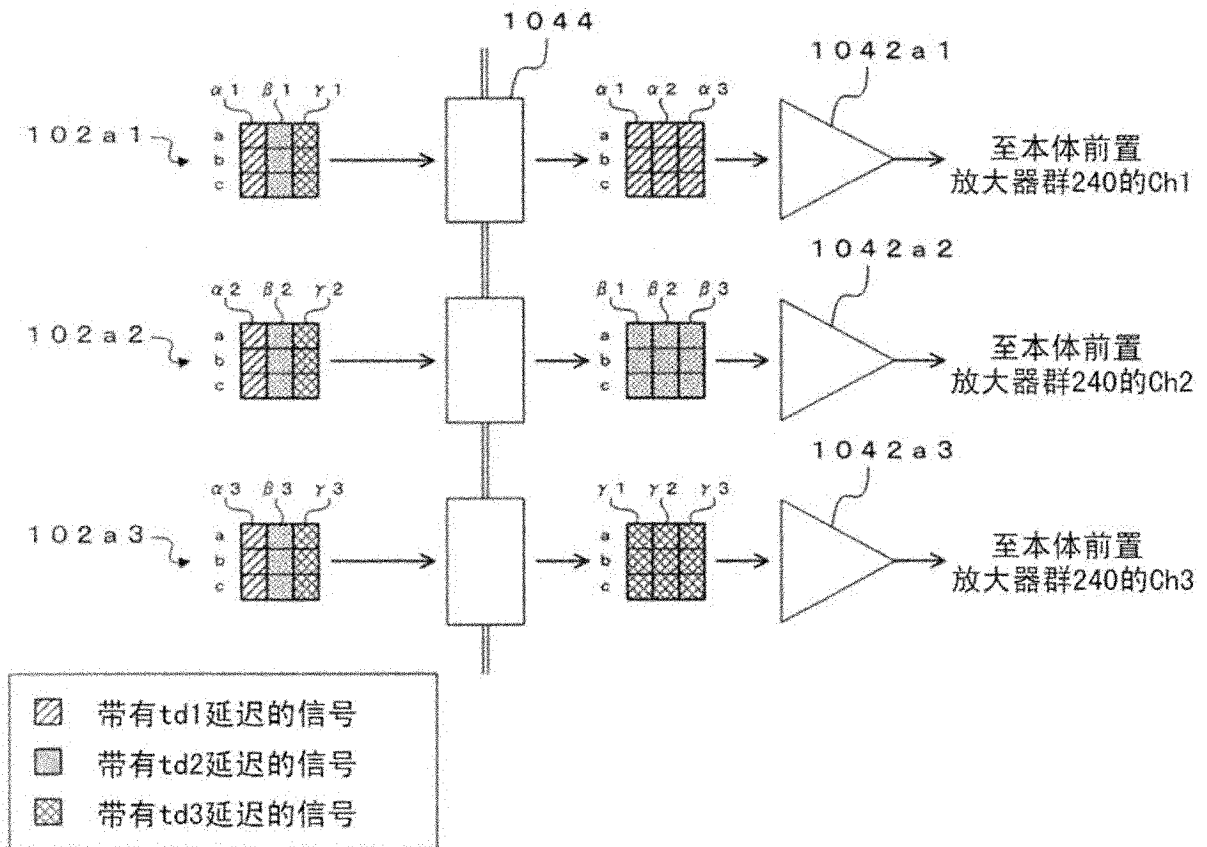 1044
1042a1
α1 β1 γ1
α1 α2 α3
102a1
a
b
c
a
b
c
至本体前置
放大器群240的Ch1
1042a2
α2 β2 γ2
β1 β2 β3
102a2
a
b
c
a
b
c
至本体前置
放大器群240的Ch2
1042a3
α3 β3 γ3
γ1 γ2 γ3
102a3
a
b
c
a
b
c
至本体前置
放大器群240的Ch3
带有td1延迟的信号
带有td2延迟的信号
带有td3延迟的信号